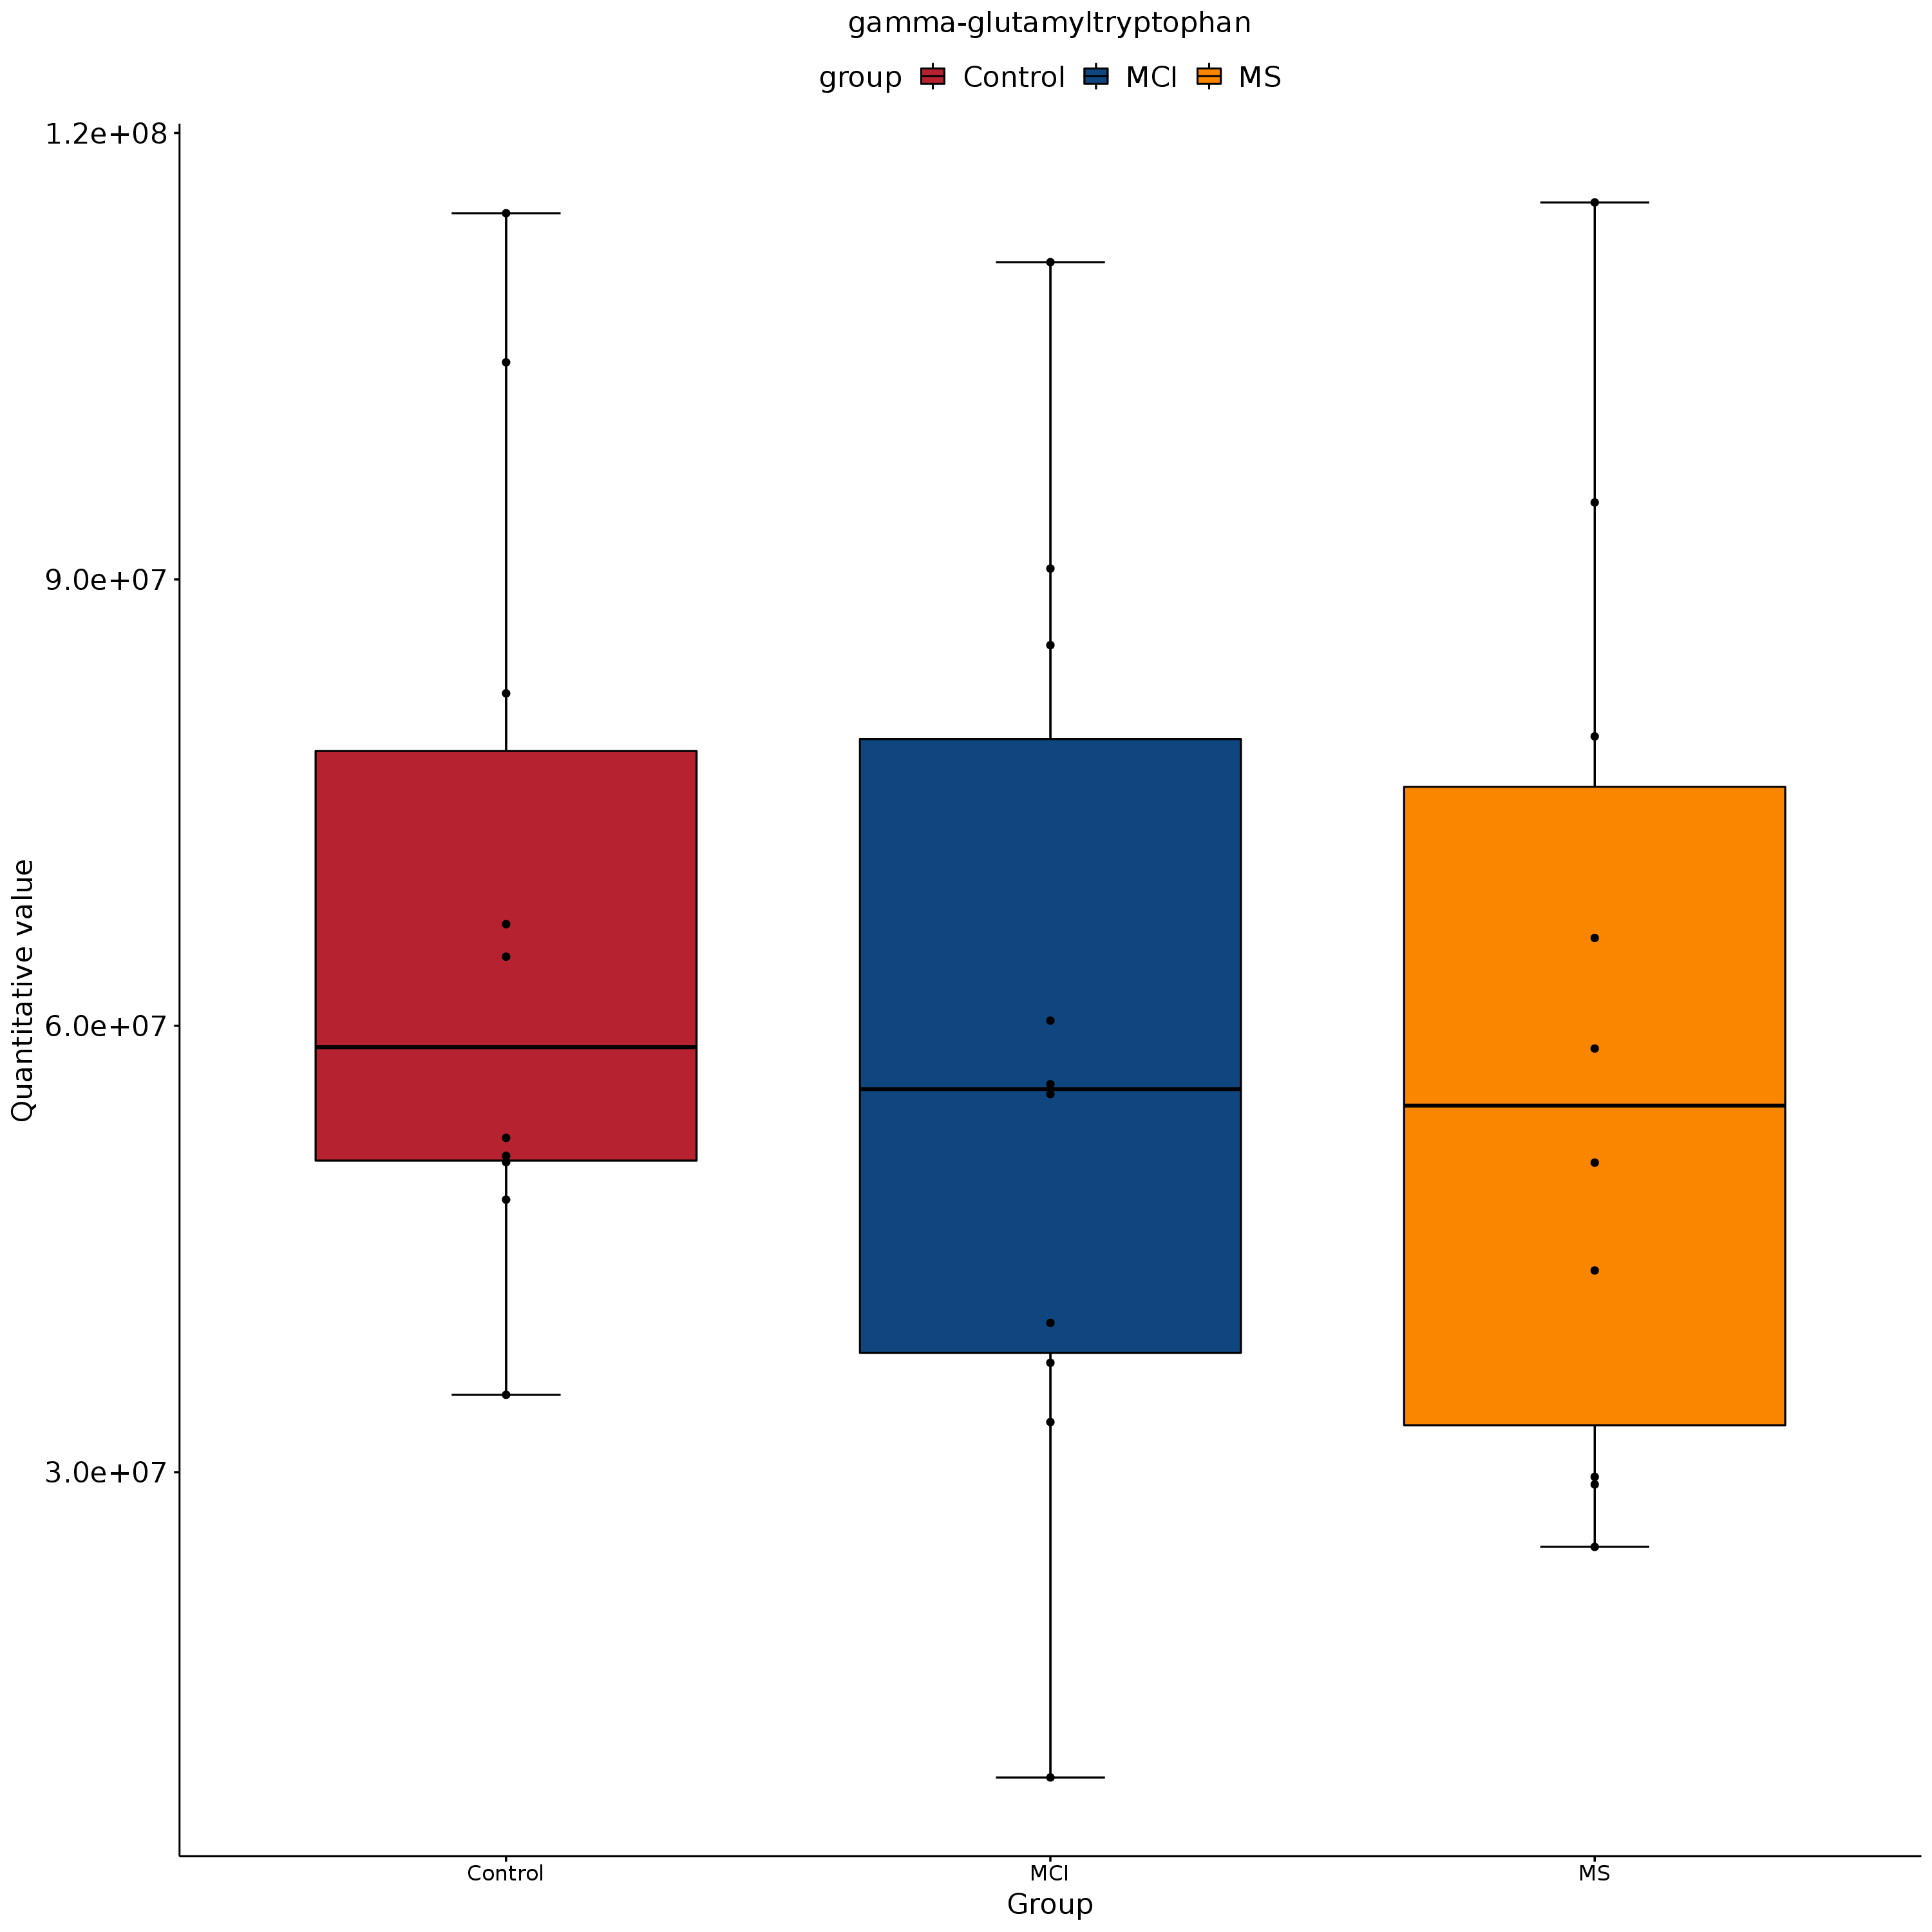 gamma-glutamyltryptophan
group Control MCI MS
1.2e+08
9.0e+07
6.0e+07
3.0e+07
Quantitative value
Control MCI MS
Group